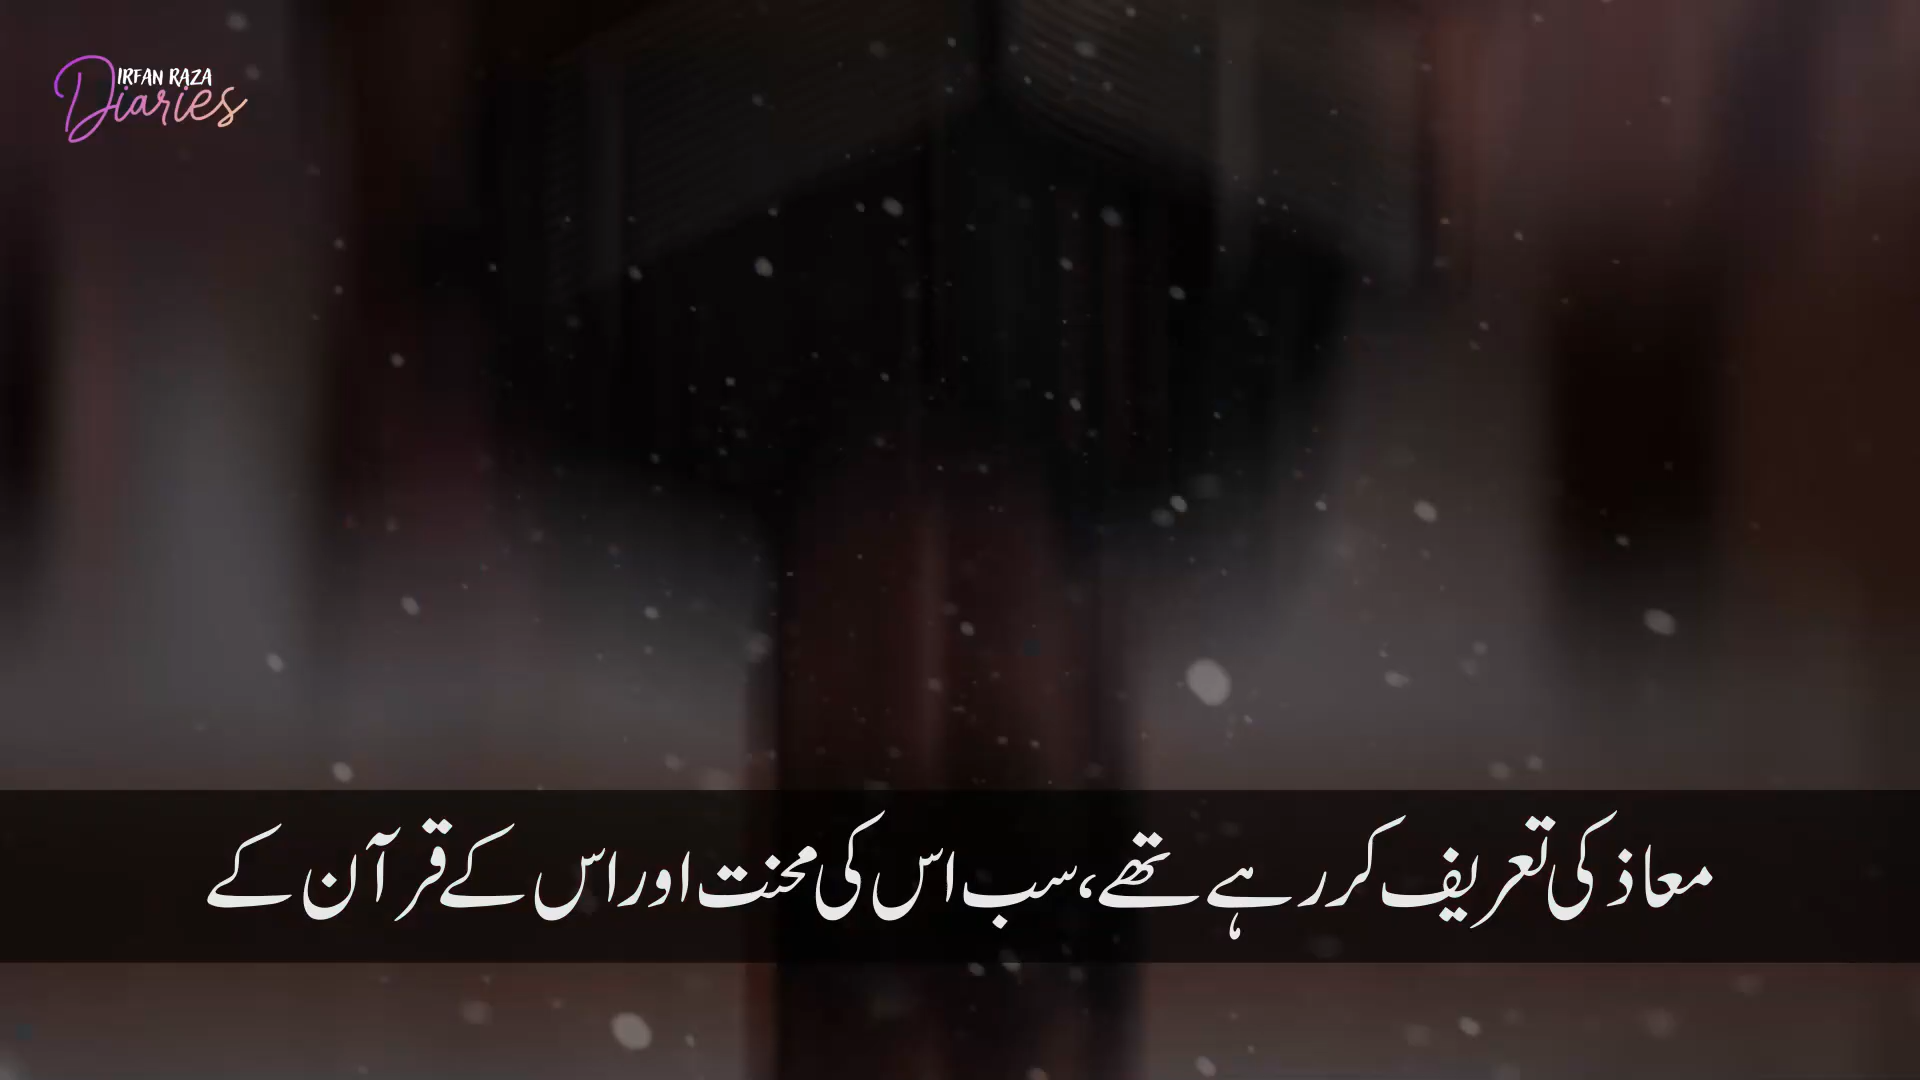 IRFAN RAZA
Diaries
معاذ کی تعریف کر رہے تھے، سب اس کی محنت اور اس کے قرآن کے